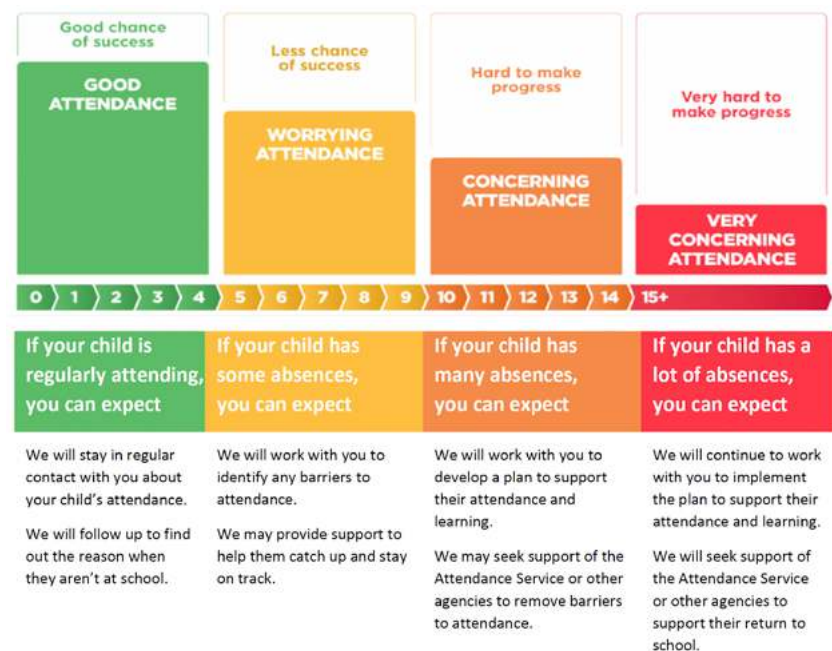 Good chance
of success
GOOD
ATTENDANCE
Less chance
of success
WORRYING
ATTENDANCE
Hard to make
progress
CONCERNING
ATTENDANCE
Very hard to
make progress
VERY
CONCERNING
ATTENDANCE
0 1 2 3 4 5 6 7 8 9 10 11 12 13 14 15+
If your child is
regularly attending,
you can expect
We will stay in regular
contact with you about
your child's attendance.
We will follow up to find
out the reason when
they aren't at school.
If your child has
some absences,
you can expect
We will work with you to
identify any barriers to
attendance.
We may provide support to
help them catch up and stay
on track.
If your child has
many absences,
you can expect
We will work with you to
develop a plan to support
their attendance and
learning.
We may seek support of the
Attendance Service or other
agencies to remove barriers
to attendance.
If your child has a
lot of absences,
you can expect
We will continue to work
with you to implement
the plan to support their
attendance and learning.
We will seek support of
the Attendance Service
or other agencies to
support their return to
school.